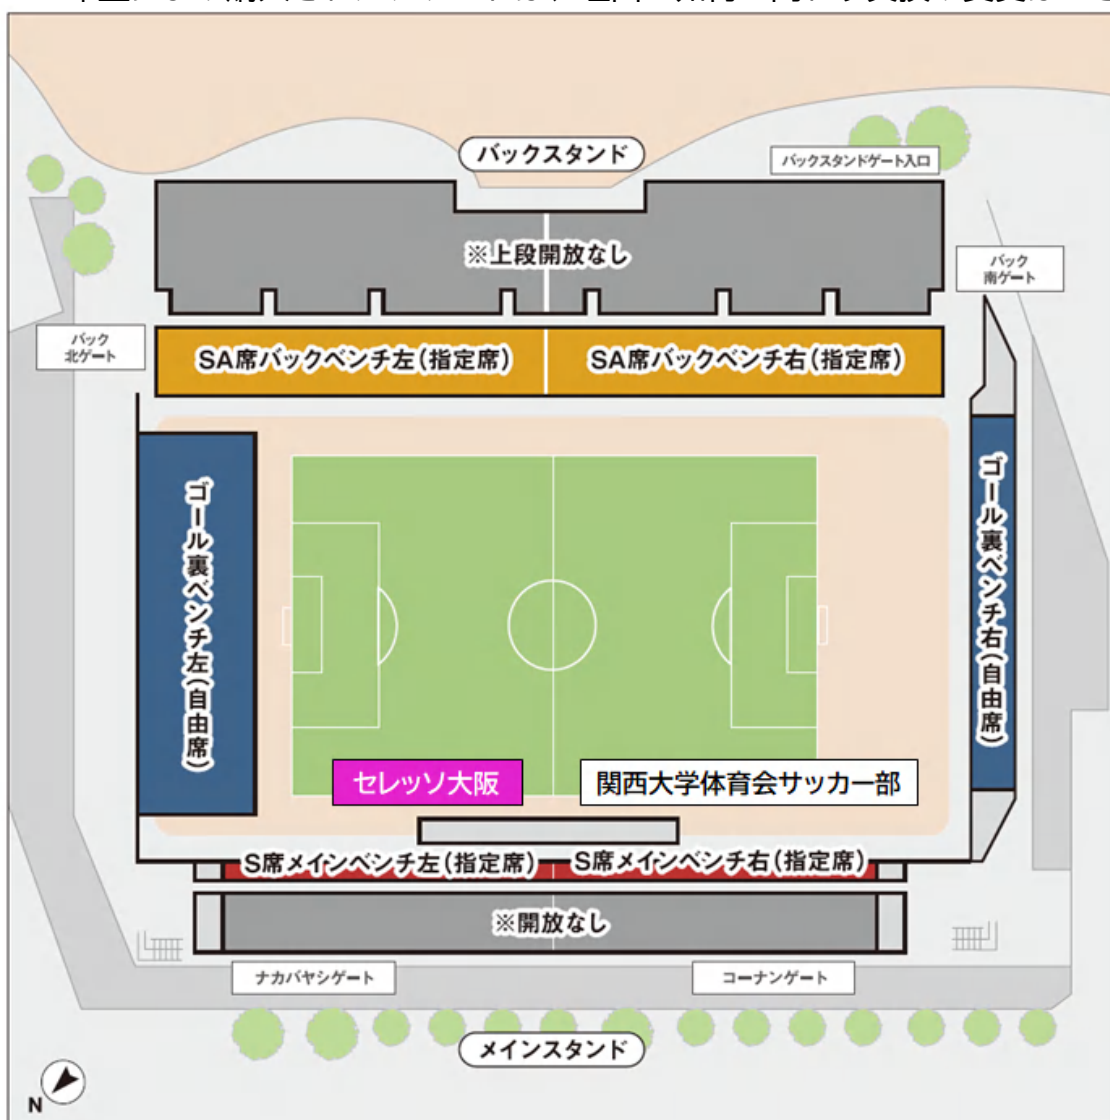 バックスタンド
バックスタンドゲート入口
※上段開放なし
バック
南ゲート
バック
北ゲート
SA席バックベンチ左(指定席)
SA席バックベンチ右(指定席)
ゴール裏ベンチ左(自由席)
ゴール裏ベンチ右(自由席)
セレッソ大阪
関西大学体育会サッカー部
S席メインベンチ左(指定席)
S席メインベンチ右(指定席)
※開放なし
ナカバヤシゲート
コーナンゲート
メインスタンド
N